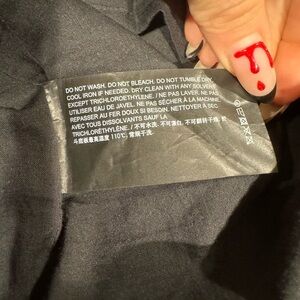 DO NOT WASH. DO NOT BLEACH. DO NOT TUMBLE DRY.
COOL IRON IF NEEDED. DRY CLEAN WITH ANY SOLVENT
EXCEPT TRICHLOROETHYLENE. / NE PAS LAVER. NE PAS
UTILISER EAU DE JAVEL. NE PAS SÉCHER À LA MACHINE.
REPASSER AU FER DOUX SI BESOIN. NETTOYER À SEC
AVEC TOUS DISSOLVANTS SAUF LA
TRICHLORÉTHYLÈNE. / 不可水洗. 不可漂白. 不可翻转干燥.
斗底板最高温度 110℃. 常规干洗.